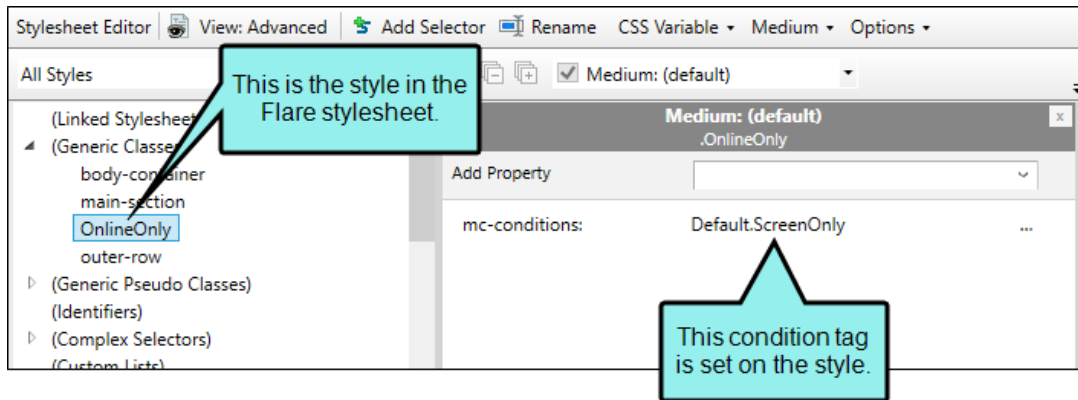 Stylesheet Editor View: Advanced Add Selector Rename CSS Variable Medium Options
All Styles Medium: (default)
This is the style in the
Flare stylesheet.
(Linked Stylesheet
(Generic Classes
body-container
main-section
OnlineOnly
outer-row
(Generic Pseudo Classes)
(Identifiers)
(Complex Selectors)
(Custom Lists)
Medium: (default)
.OnlineOnly
Add Property
mc-conditions: Default.ScreenOnly ...
This condition tag
is set on the style.